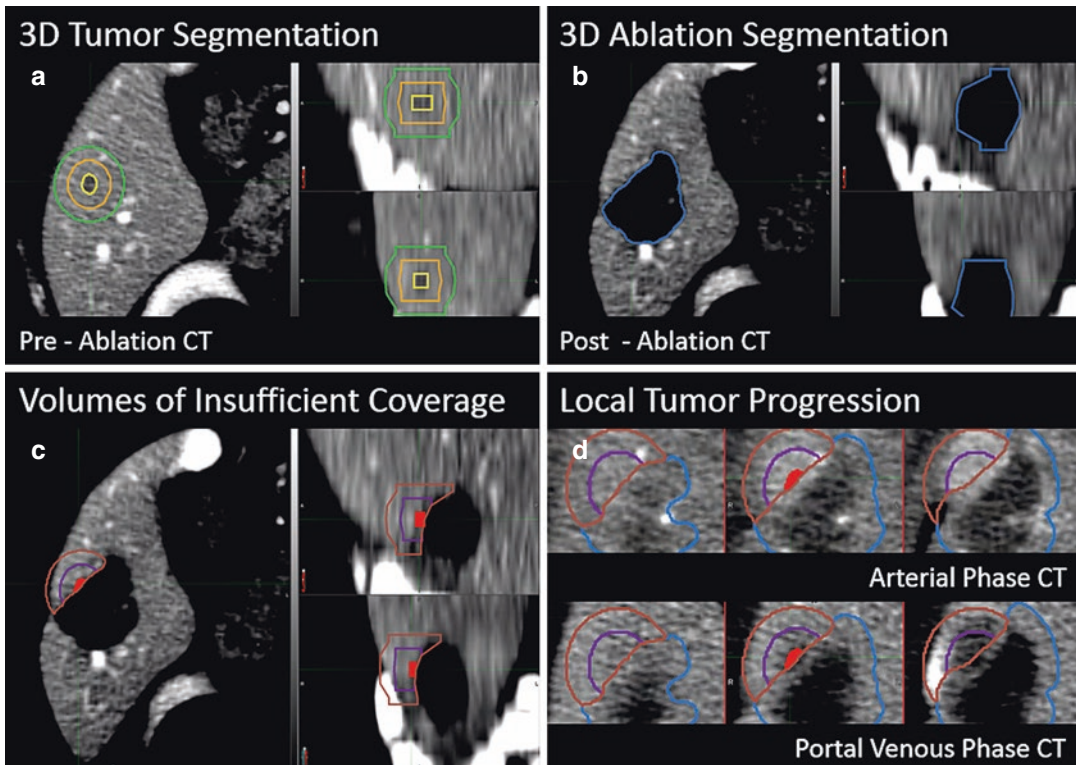 3D Tumor Segmentation
a
Pre - Ablation CT
3D Ablation Segmentation
b
Post - Ablation CT
Volumes of Insufficient Coverage
c
Local Tumor Progression
d
Arterial Phase CT
Portal Venous Phase CT